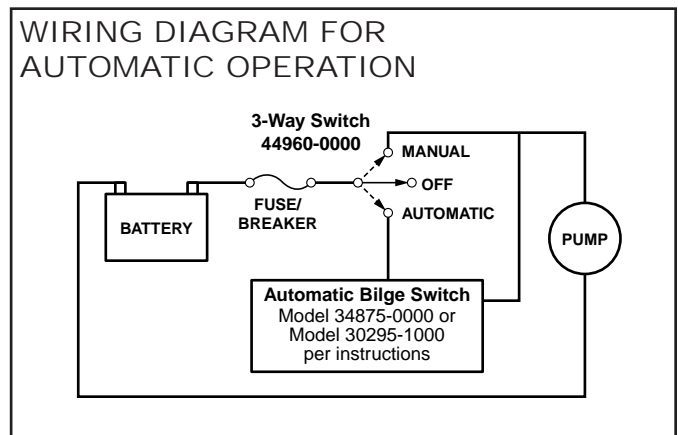 WIRING DIAGRAM FOR
AUTOMATIC OPERATION
3-Way Switch
44960-0000
MANUAL
OFF
AUTOMATIC
FUSE/
BREAKER
BATTERY
PUMP
Automatic Bilge Switch
Model 34875-0000 or
Model 30295-1000
per instructions